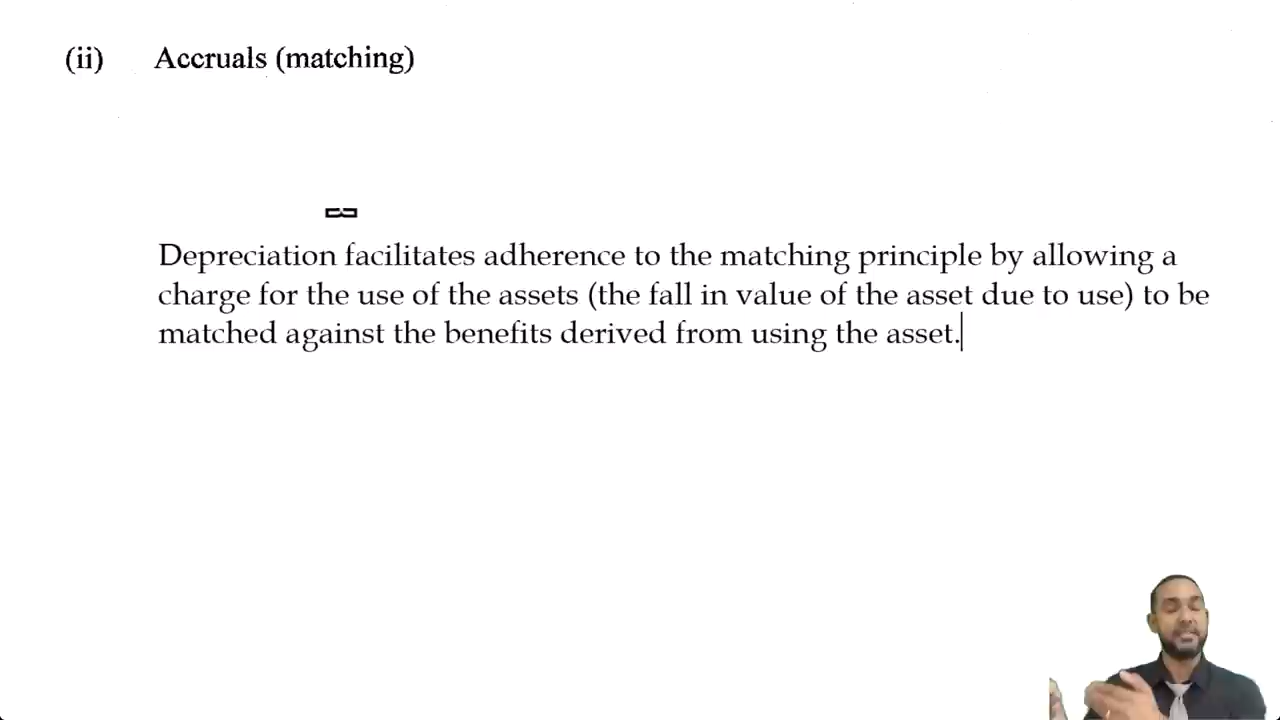 (ii) Accruals (matching)
Depreciation facilitates adherence to the matching principle by allowing a
charge for the use of the assets (the fall in value of the asset due to use) to be
matched against the benefits derived from using the asset.